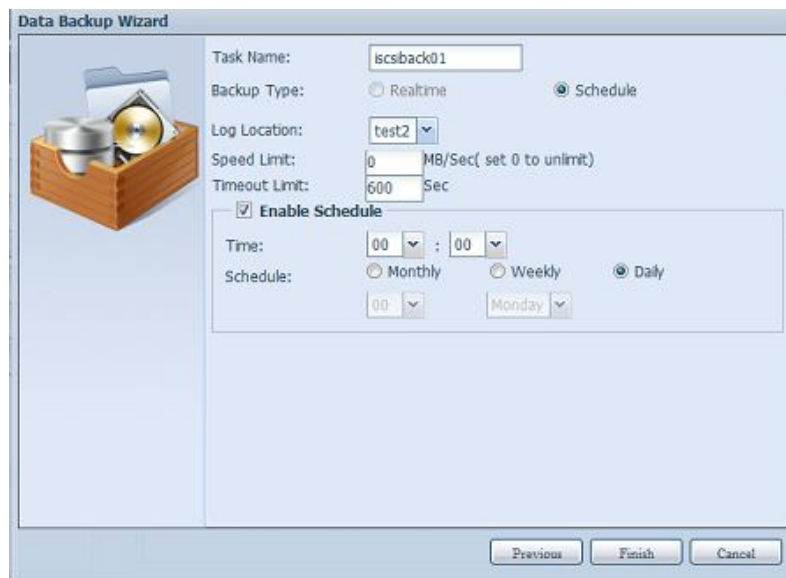 Data Backup Wizard
Task Name: iscsiback01
Backup Type: Realtime Schedule
Log Location: test2
Speed Limit: 0 MB/Sec( set 0 to unlimit)
Timeout Limit: 600 Sec
Enable Schedule
Time: 00 : 00
Schedule: Monthly Weekly Daily
00 Monday
Previous Finish Cancel